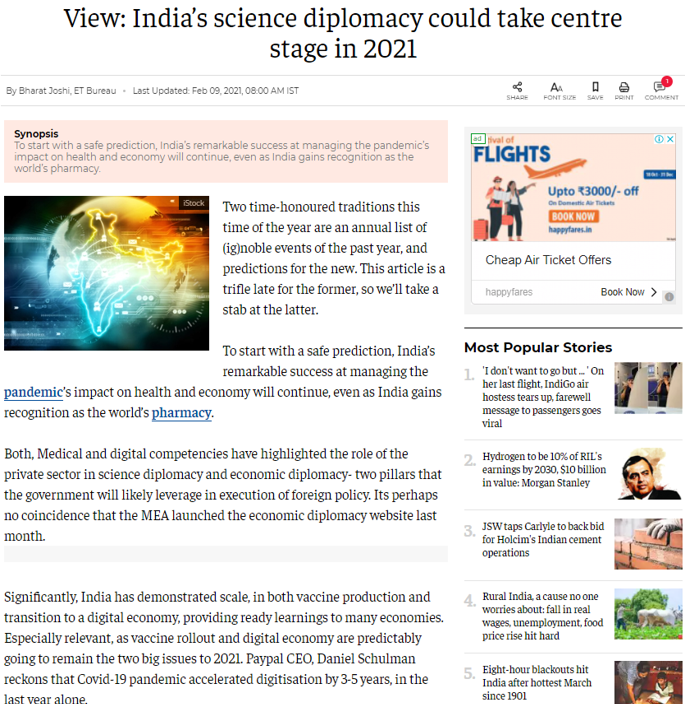 View: India’s science diplomacy could take centre
stage in 2021
By Bharat Joshi, ET Bureau • Last Updated: Feb 09, 2021, 08:00 AM IST
SHARE
AA
FONT SIZE
SAVE
PRINT
1
COMMENT
Synopsis
To start with a safe prediction, India’s remarkable success at managing the pandemic’s
impact on health and economy will continue, even as India gains recognition as the
world’s pharmacy.
iStock
Two time-honoured traditions this
time of the year are an annual list of
(ig)noble events of the past year, and
predictions for the new. This article is a
trifle late for the former, so we’ll take a
stab at the latter.
To start with a safe prediction, India’s
remarkable success at managing the
pandemic’s impact on health and economy will continue, even as India gains
recognition as the world’s pharmacy.
Both, Medical and digital competencies have highlighted the role of the
private sector in science diplomacy and economic diplomacy- two pillars that
the government will likely leverage in execution of foreign policy. Its perhaps
no coincidence that the MEA launched the economic diplomacy website last
month.
Significantly, India has demonstrated scale, in both vaccine production and
transition to a digital economy, providing ready learnings to many economies.
Especially relevant, as vaccine rollout and digital economy are predictably
going to remain the two big issues to 2021. Paypal CEO, Daniel Schulman
reckons that Covid-19 pandemic accelerated digitisation by 3-5 years, in the
last year alone.
ad
ival of
FLIGHTS
Upto ₹3000/- off
On Domestic Air Tickets
BOOK NOW
happyfares.in
Cheap Air Ticket Offers
happyfares
Book Now
Most Popular Stories
1.
'I don't want to go but ... ' On
her last flight, IndiGo air
hostess tears up, farewell
message to passengers goes
viral
2.
Hydrogen to be 10% of RIL's
earnings by 2030, $10 billion
in value: Morgan Stanley
3.
JSW taps Carlyle to back bid
for Holcim's Indian cement
operations
4.
Rural India, a cause no one
worries about: fall in real
wages, unemployment, food
price rise hit hard
5.
Eight-hour blackouts hit
India after hottest March
since 1901